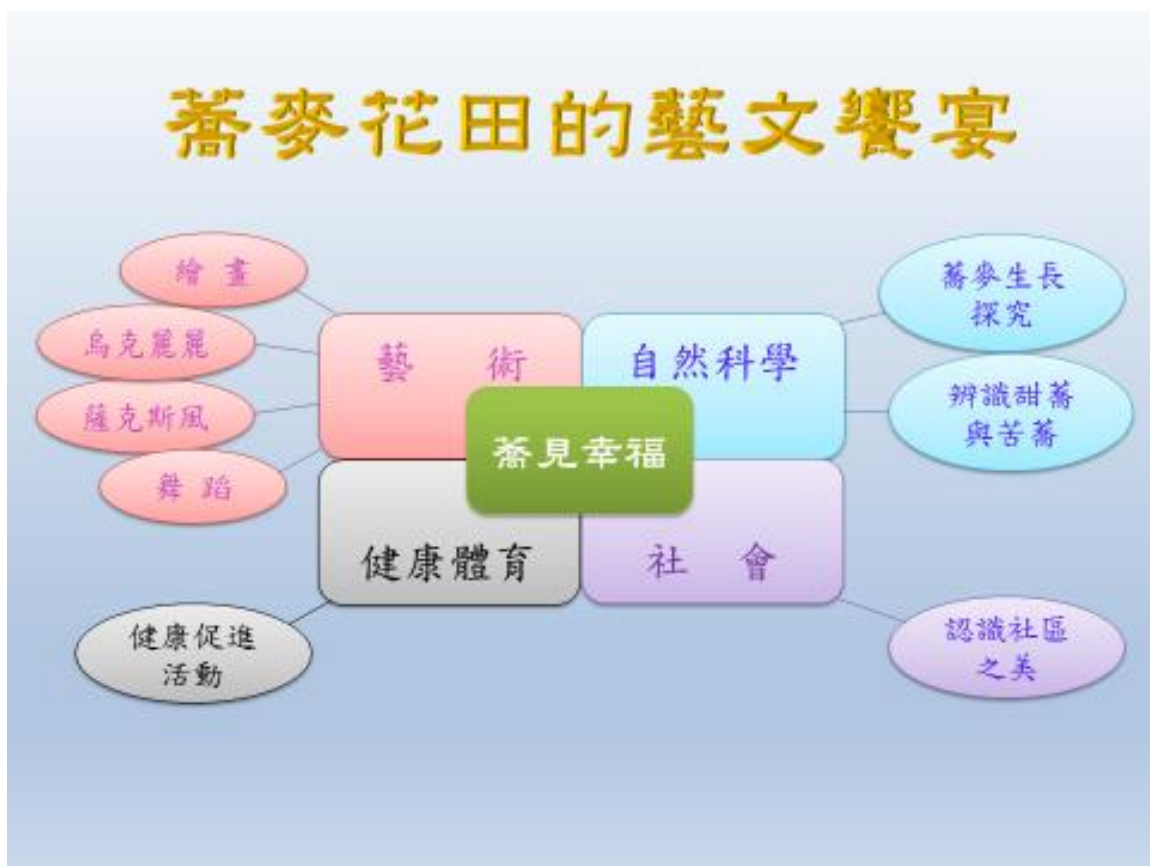 蕎麥花田的藝文饗宴
繪 畫
烏克麗麗
薩克斯風
舞 蹈
藝 術
自然科學
蕎麥生長
探究
辨識甜蕎
與苦蕎
蕎見幸福
健康體育
社 會
健康促進
活動
認識社區
之美